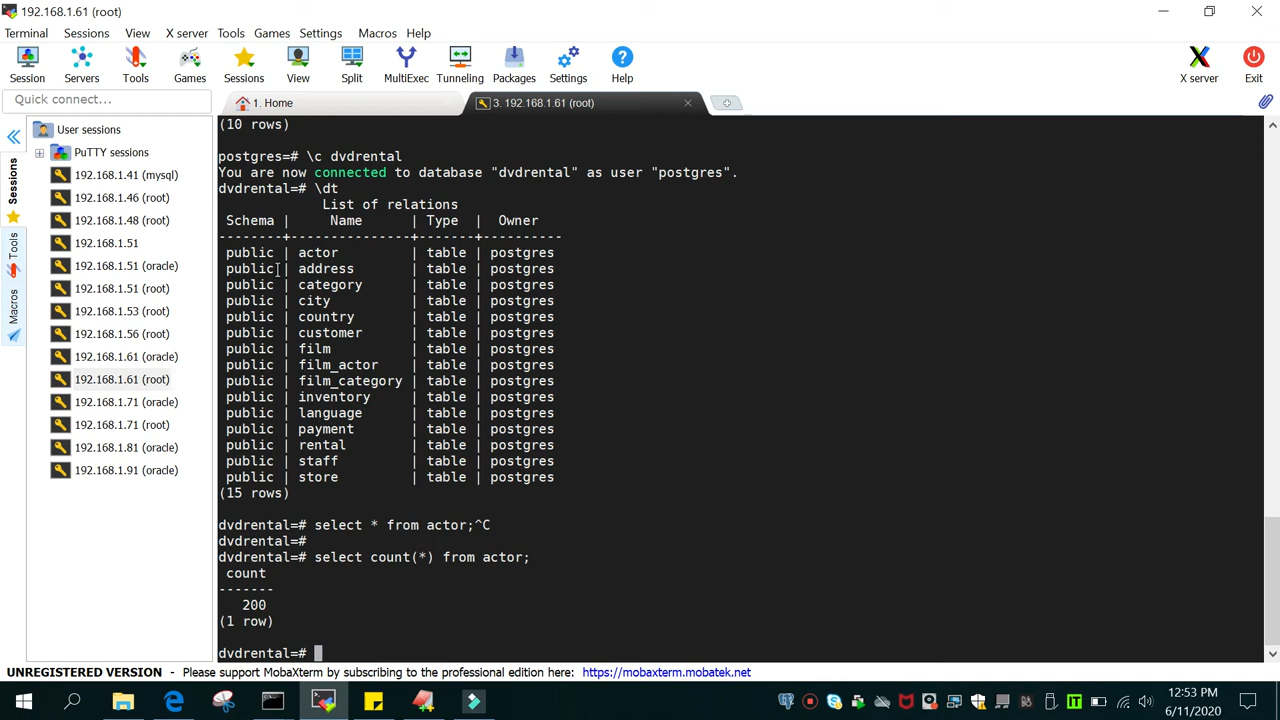 192.168.1.61 (root)
Terminal Sessions View X server Tools Games Settings Macros Help
Session Servers Tools Games Sessions View Split MultiExec Tunneling Packages Settings Help X server Exit
Quick connect...
1. Home
3. 192.168.1.61 (root)
Sessions
Tools
Macros
User sessions
PuTTY sessions
192.168.1.41 (mysql)
192.168.1.46 (root)
192.168.1.48 (root)
192.168.1.51
192.168.1.51 (oracle)
192.168.1.51 (root)
192.168.1.53 (root)
192.168.1.56 (root)
192.168.1.61 (oracle)
192.168.1.61 (root)
192.168.1.71 (oracle)
192.168.1.71 (root)
192.168.1.81 (oracle)
192.168.1.91 (oracle)
(10 rows)
postgres=# \c dvdrental
You are now connected to database "dvdrental" as user "postgres".
dvdrental=# \dt
List of relations
Schema | Name | Type | Owner
--------+---------------+-------+----------
public | actor | table | postgres
public | address | table | postgres
public | category | table | postgres
public | city | table | postgres
public | country | table | postgres
public | customer | table | postgres
public | film | table | postgres
public | film_actor | table | postgres
public | film_category | table | postgres
public | inventory | table | postgres
public | language | table | postgres
public | payment | table | postgres
public | rental | table | postgres
public | staff | table | postgres
public | store | table | postgres
(15 rows)
dvdrental=# select * from actor;^C
dvdrental=#
dvdrental=# select count(*) from actor;
count
-------
200
(1 row)
dvdrental=#
UNREGISTERED VERSION - Please support MobaXterm by subscribing to the professional edition here: https://mobaxterm.mobatek.net
12:53 PM
6/11/2020